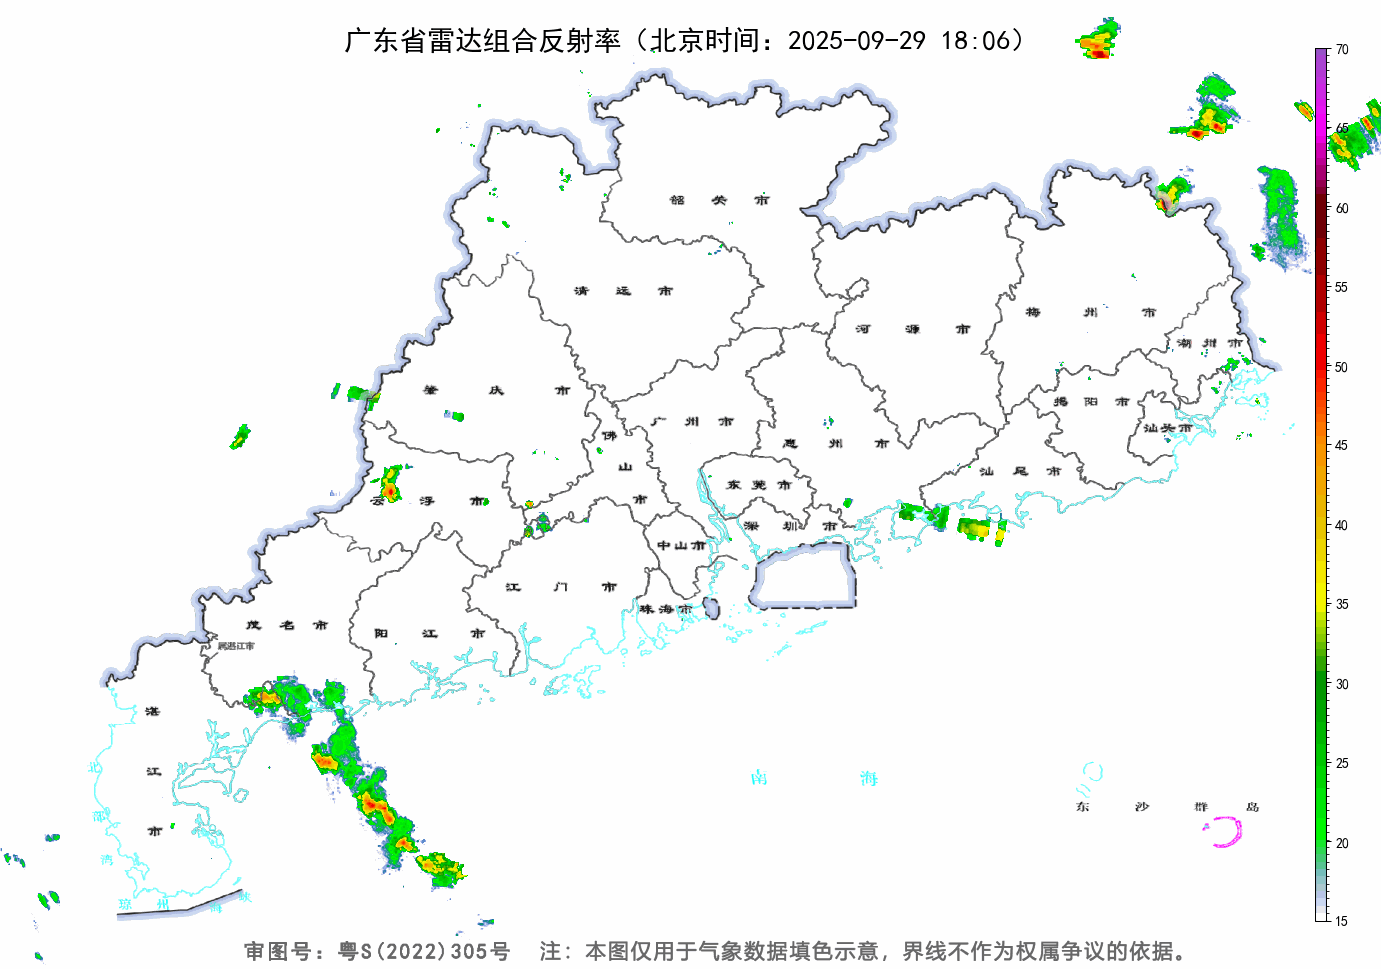 广东省雷达组合反射率（北京时间：2025-09-29 18:06）
70
65
60
55
50
45
40
35
30
25
20
15
韶关市
清远市
河源市
梅州市
潮州市
肇庆市
广州市
惠州市
揭阳市
汕头市
佛山市
云浮市
东莞市
汕尾市
深圳市
中山市
江门市
珠海市
茂名市
阳江市
属湛江市
湛江市
北部湾
南海
东沙群岛
琼州海峡
审图号：粤S(2022)305号 注：本图仅用于气象数据填色示意，界线不作为权属争议的依据。